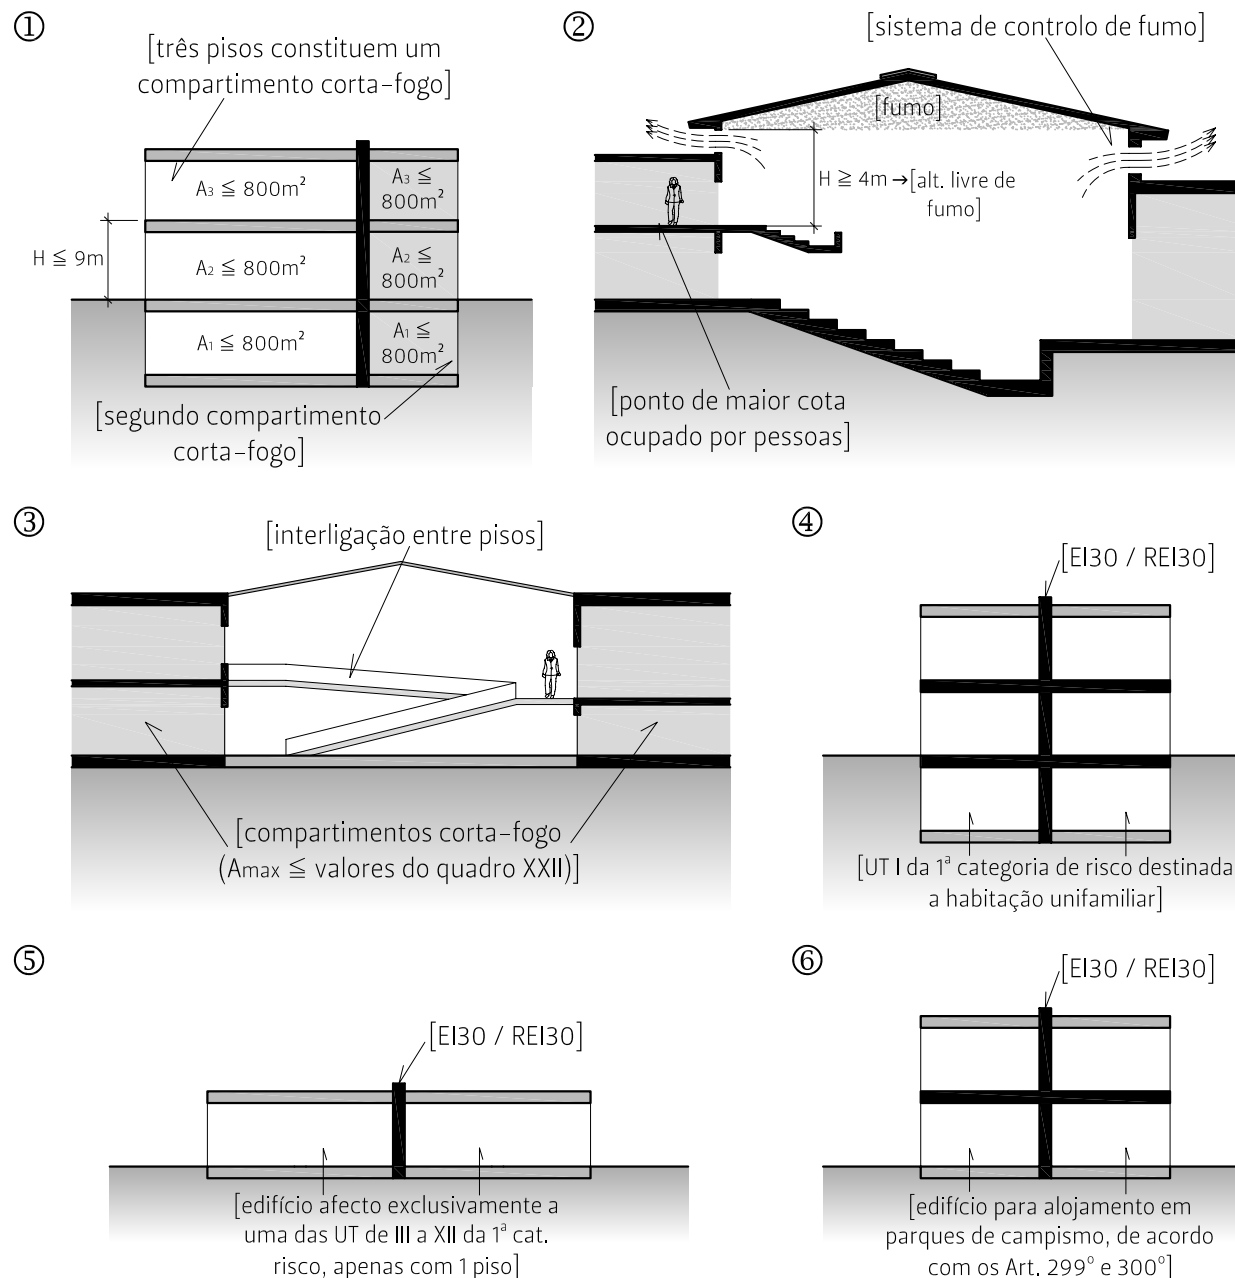 ①
[três pisos constituem um
compartimento corta-fogo]
A₃ ≦ 800m²
A₃ ≦
800m²
H ≦ 9m
A₂ ≦ 800m²
A₂ ≦
800m²
A₁ ≦ 800m²
A₁ ≦
800m²
[segundo compartimento
corta-fogo]
②
[sistema de controlo de fumo]
[fumo]
H ≧ 4m →[alt. livre de
fumo]
[ponto de maior cota
ocupado por pessoas]
③
[interligação entre pisos]
[compartimentos corta-fogo
(Amax ≦ valores do quadro XXII)]
④
[EI30 / REI30]
[UT I da 1ª categoria de risco destinada
a habitação unifamiliar]
⑤
[EI30 / REI30]
[edifício afecto exclusivamente a
uma das UT de III a XII da 1ª cat.
risco, apenas com 1 piso]
⑥
[EI30 / REI30]
[edifício para alojamento em
parques de campismo, de acordo
com os Art. 299º e 300º]